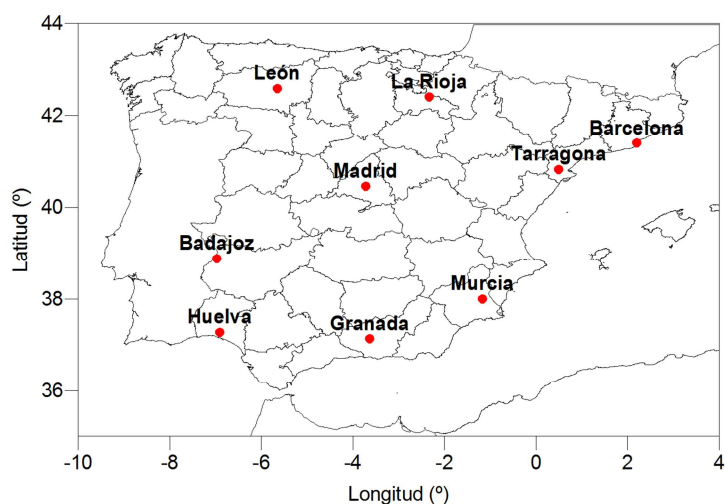 44
León
La Rioja
42
Barcelona
Tarragona
Madrid
Latitud (º)
40
Badajoz
Murcia
38
Huelva
Granada
36
-10
-8
-6
-4
-2
0
2
4
Longitud (º)